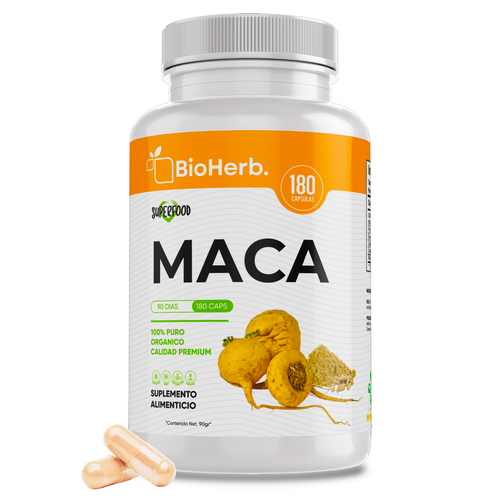 BioHerb.
180
CAPSULAS
SUPERFOOD
MACA
90 DIAS
180 CAPS
100% PURO
ORGANICO
CALIDAD PREMIUM
SUPLEMENTO
ALIMENTICIO
*Contenido Net. 90gr*